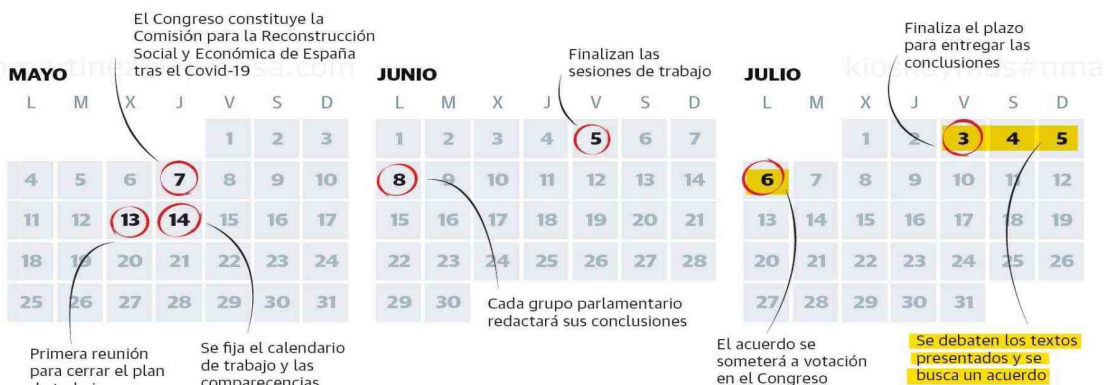 El Congreso constituye la
Comisión para la Reconstrucción
Social y Económica de España
tras el Covid-19
Finalizan las
sesiones de trabajo
Finaliza el plazo
para entregar las
conclusiones
kioskoymas#nma
MAYO
L M X J V S D
1 2 3
4 5 6 7 8 9 10
11 12 13 14 15 16 17
18 19 20 21 22 23 24
25 26 27 28 29 30 31
JUNIO
L M X J V S D
1 2 3 4 5 6 7
8 9 10 11 12 13 14
15 16 17 18 19 20 21
22 23 24 25 26 27 28
29 30
JULIO
L M X J V S D
1 2 3 4 5
6 7 8 9 10 11 12
13 14 15 16 17 18 19
20 21 22 23 24 25 26
27 28 29 30 31
Primera reunión
para cerrar el plan
de trabajo
Se fija el calendario
de trabajo y las
comparecencias
Cada grupo parlamentario
redactará sus conclusiones
El acuerdo se
someterá a votación
en el Congreso
Se debaten los textos
presentados y se
busca un acuerdo